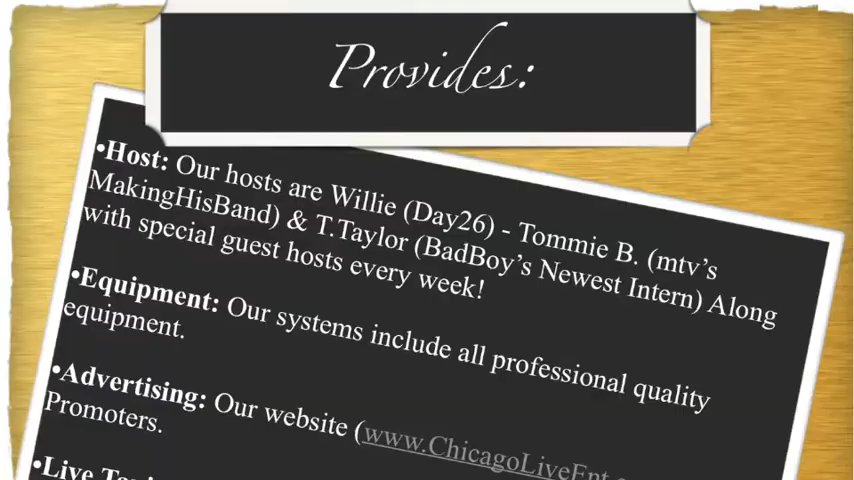 Provides:
•Host: Our hosts are Willie (Day26) - Tommie B. (mtv's
MakingHisBand) & T.Taylor (BadBoy's Newest Intern) Along
with special guest hosts every week!
•Equipment: Our systems include all professional quality
equipment.
•Advertising: Our website (www.ChicagoLiveEnt.
Promoters.
•Live